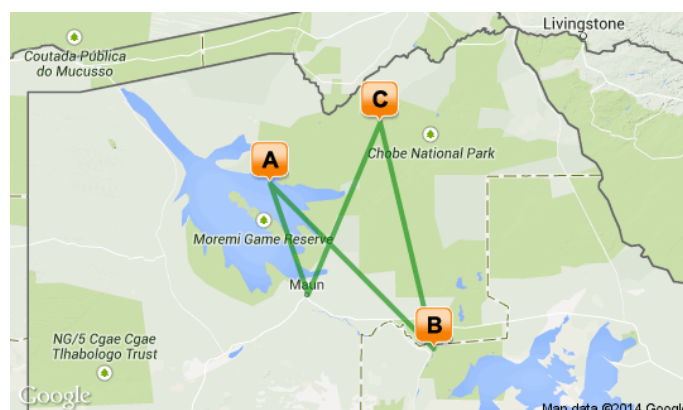 Livingstone
Coutada Pública
do Mucusso
C
Chobe National Park
A
Moremi Game Reserve
Maun
B
NG/5 Cgae Cgae
Tlhabologo Trust
Google
Map data ©2014 Google